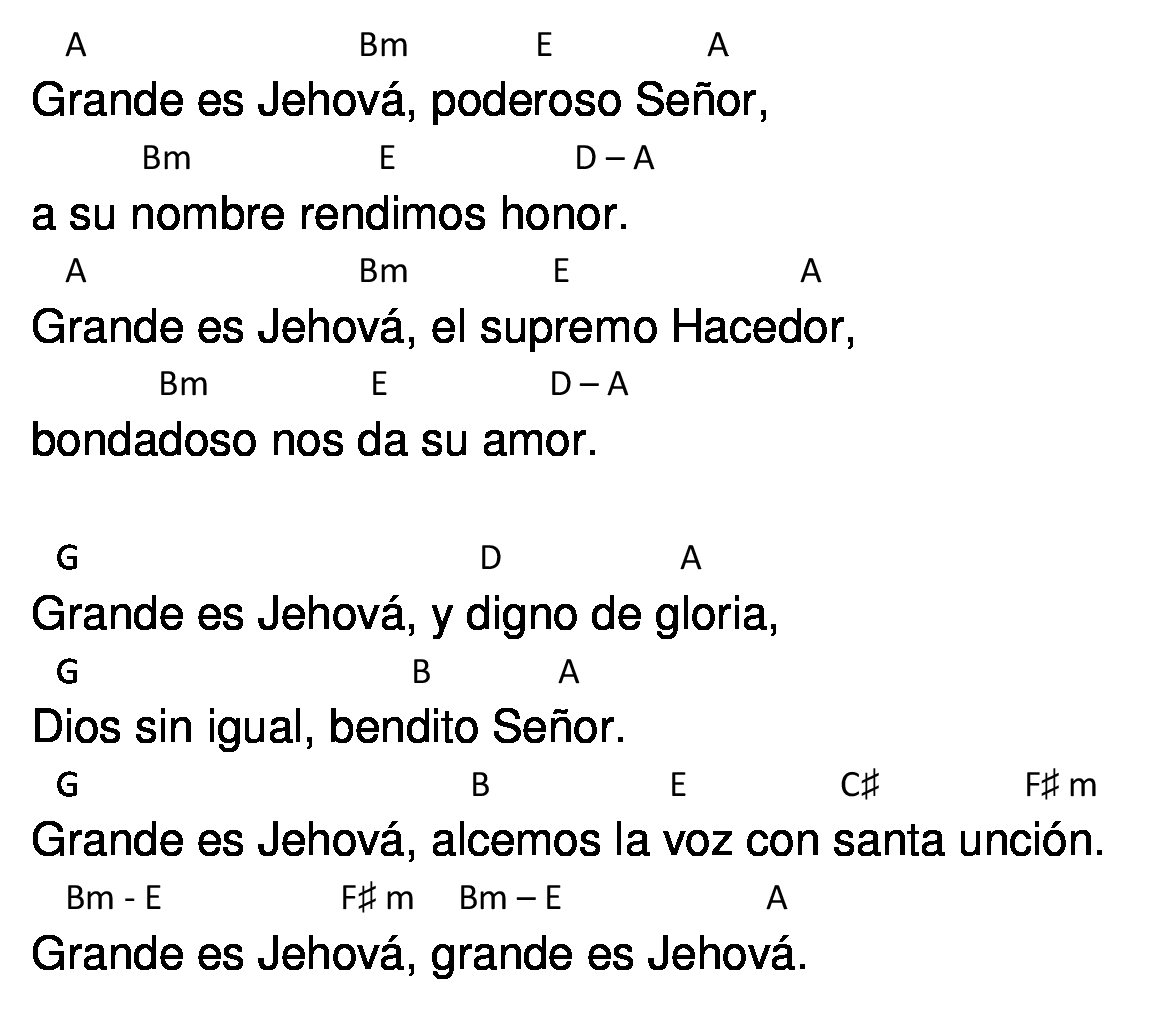 A Bm E A
Grande es Jehová, poderoso Señor,
Bm E D – A
a su nombre rendimos honor.
A Bm E A
Grande es Jehová, el supremo Hacedor,
Bm E D – A
bondadoso nos da su amor.
G D A
Grande es Jehová, y digno de gloria,
G B A
Dios sin igual, bendito Señor.
G B E C♯ F♯ m
Grande es Jehová, alcemos la voz con santa unción.
Bm - E F♯ m Bm – E A
Grande es Jehová, grande es Jehová.